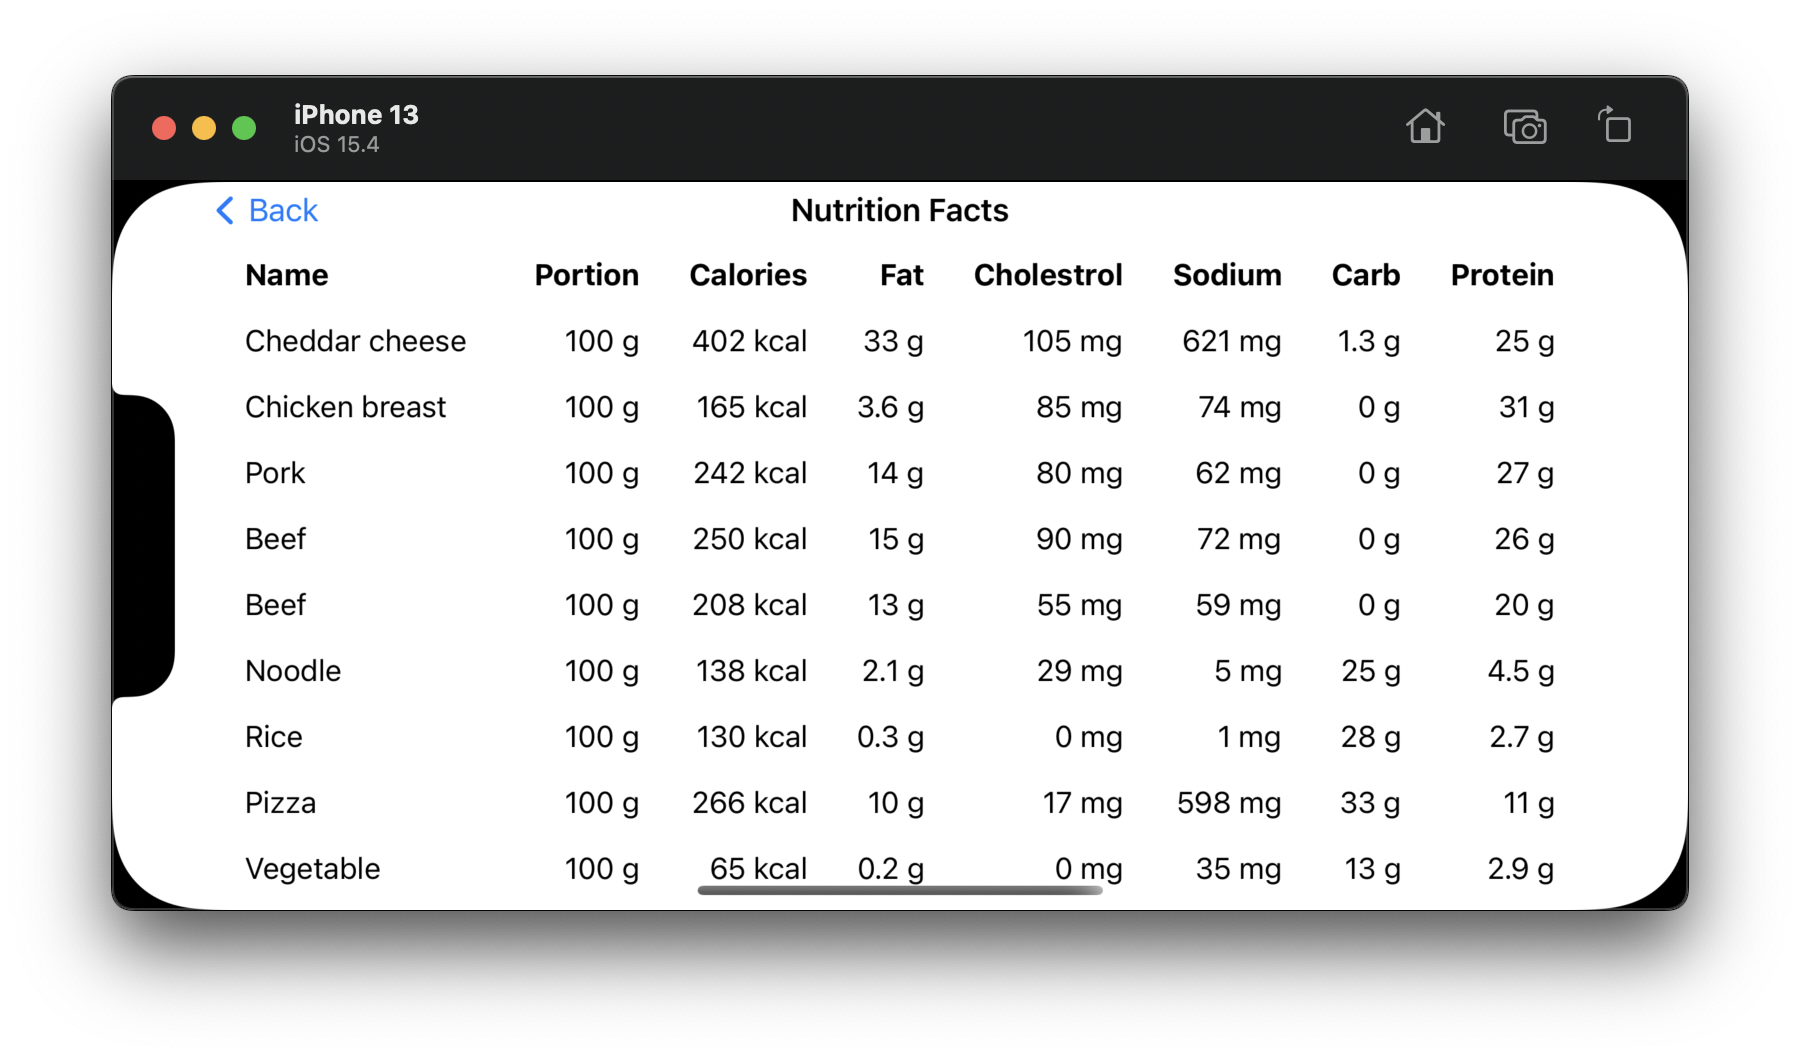 iPhone 13
iOS 15.4
Back
Nutrition Facts
Name Portion Calories Fat Cholestrol Sodium Carb Protein
Cheddar cheese 100 g 402 kcal 33 g 105 mg 621 mg 1.3 g 25 g
Chicken breast 100 g 165 kcal 3.6 g 85 mg 74 mg 0 g 31 g
Pork 100 g 242 kcal 14 g 80 mg 62 mg 0 g 27 g
Beef 100 g 250 kcal 15 g 90 mg 72 mg 0 g 26 g
Beef 100 g 208 kcal 13 g 55 mg 59 mg 0 g 20 g
Noodle 100 g 138 kcal 2.1 g 29 mg 5 mg 25 g 4.5 g
Rice 100 g 130 kcal 0.3 g 0 mg 1 mg 28 g 2.7 g
Pizza 100 g 266 kcal 10 g 17 mg 598 mg 33 g 11 g
Vegetable 100 g 65 kcal 0.2 g 0 mg 35 mg 13 g 2.9 g